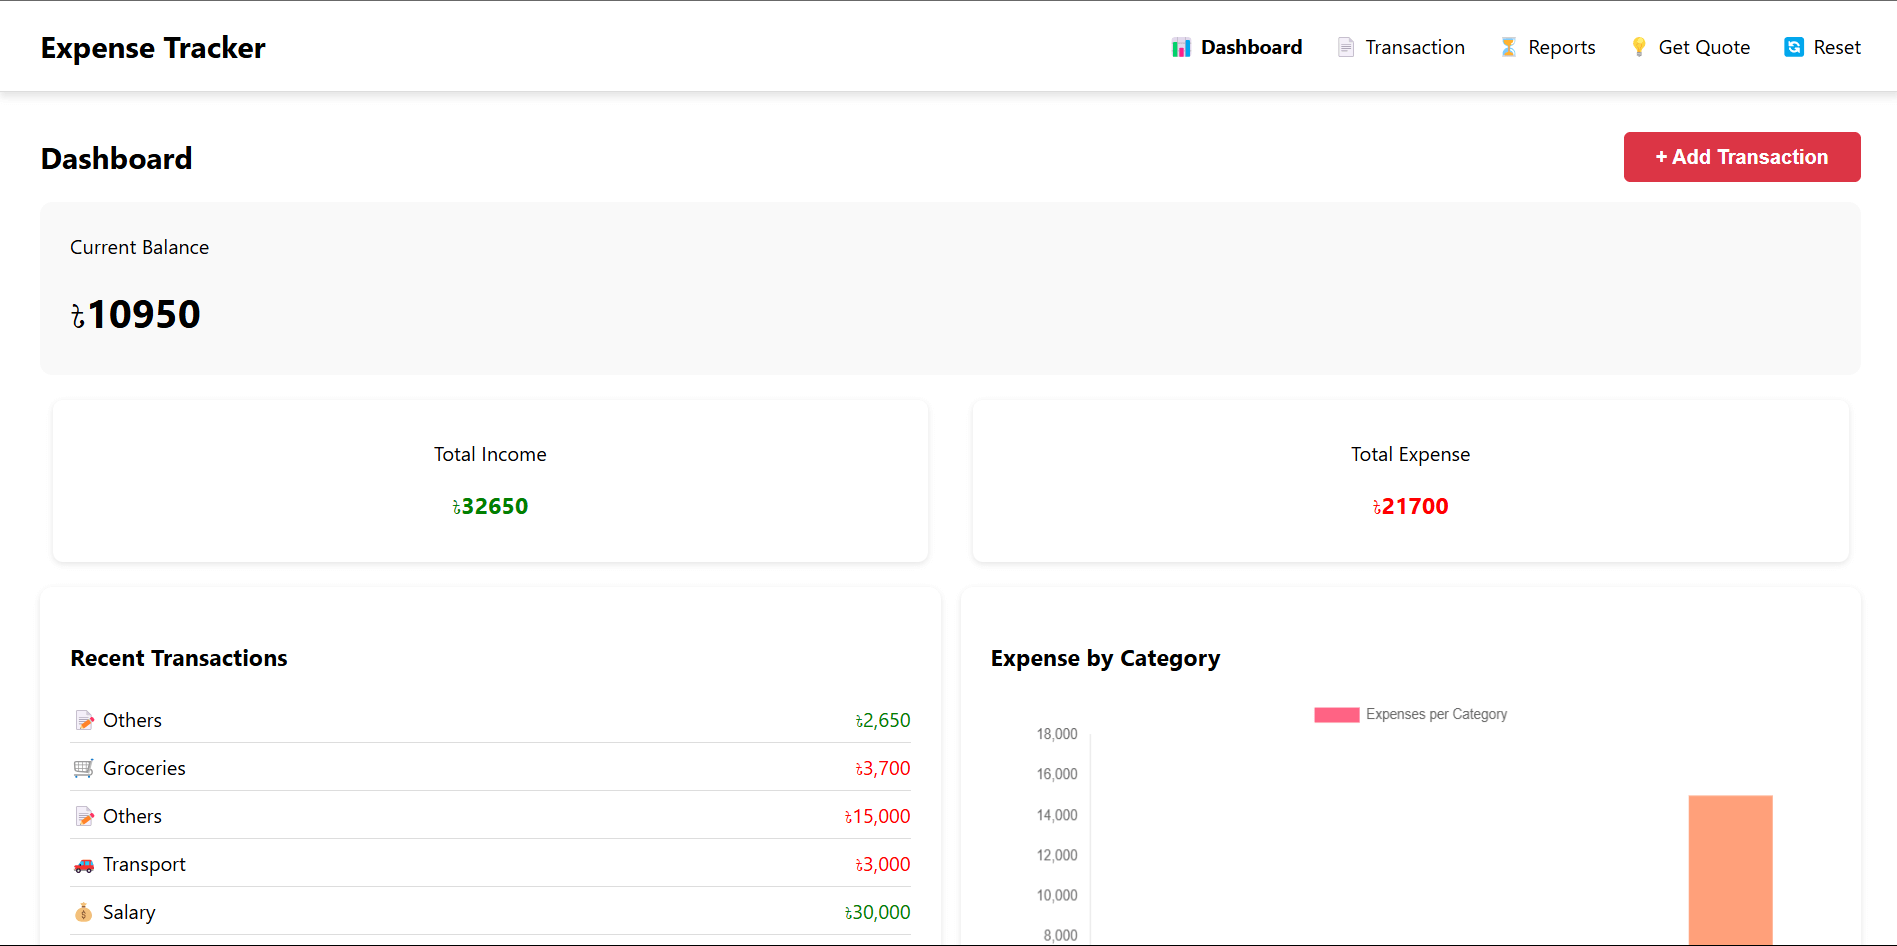 Expense Tracker
Dashboard Transaction Reports Get Quote Reset
Dashboard
+ Add Transaction
Current Balance
৳10950
Total Income
৳32650
Total Expense
৳21700
Recent Transactions
Others ৳2,650
Groceries ৳3,700
Others ৳15,000
Transport ৳3,000
Salary ৳30,000
Expense by Category
Expenses per Category
18,000
16,000
14,000
12,000
10,000
8,000